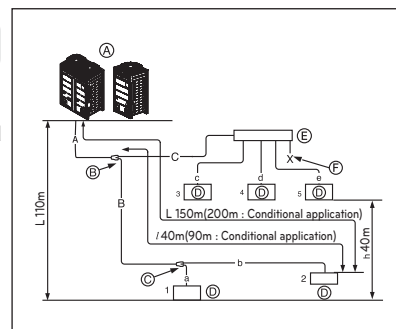 A
A
E
C
X
B
F
c
d
e
3 D
4 D
5 D
L 150m(200m : Conditional application)
B
l 40m(90m : Conditional application)
L 110m
h 40m
C
b
a
2
1 D
D